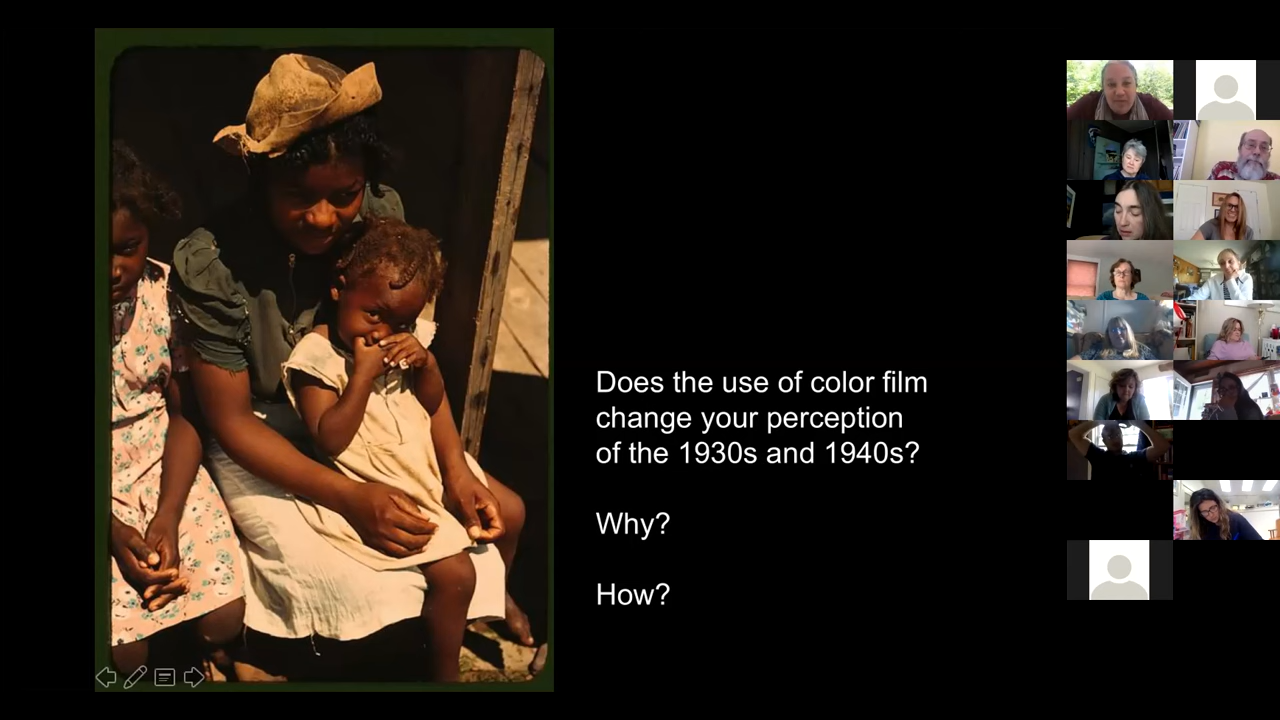 Does the use of color film
change your perception
of the 1930s and 1940s?
Why?
How?